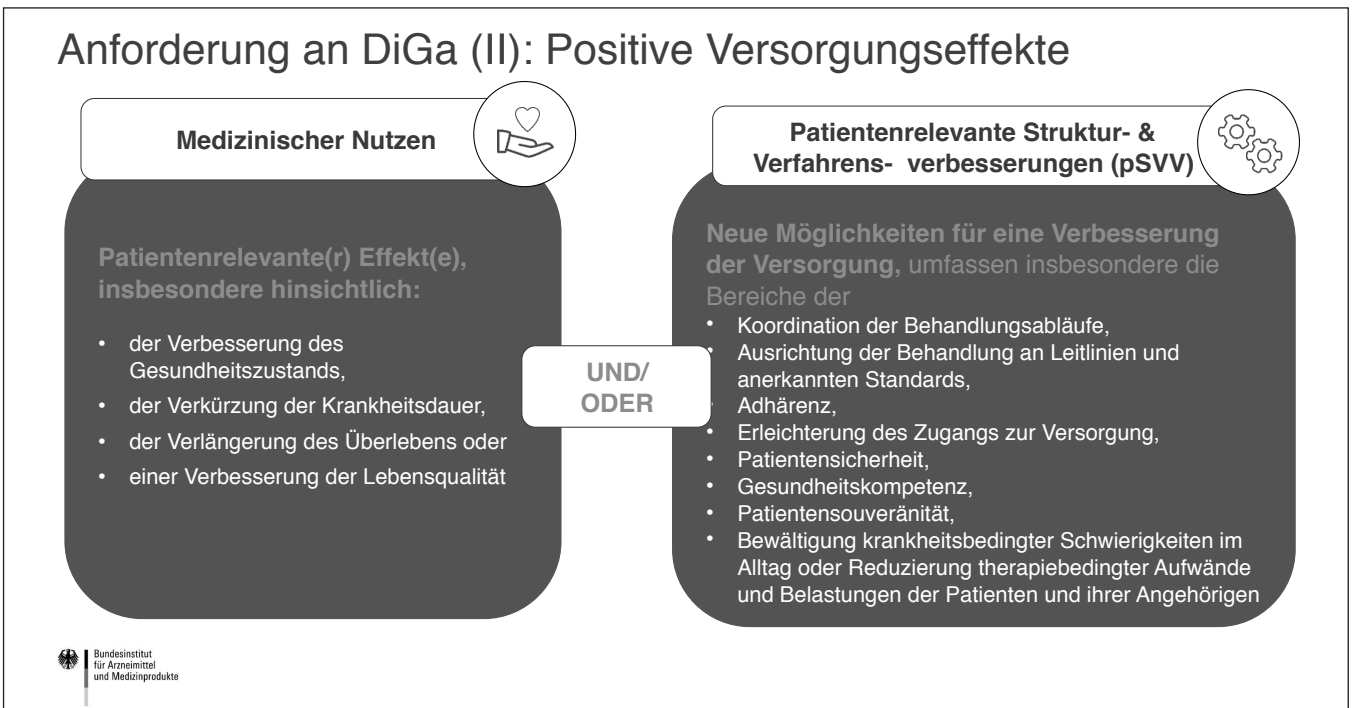 Anforderung an DiGa (II): Positive Versorgungseffekte
Medizinischer Nutzen
Patientenrelevante(r) Effekt(e),
insbesondere hinsichtlich:
• der Verbesserung des
Gesundheitszustands,
• der Verkürzung der Krankheitsdauer,
• der Verlängerung des Überlebens oder
• einer Verbesserung der Lebensqualität
UND/
ODER
Patientenrelevante Struktur- &
Verfahrens- verbesserungen (pSVV)
Neue Möglichkeiten für eine Verbesserung
der Versorgung, umfassen insbesondere die
Bereiche der
• Koordination der Behandlungsabläufe,
• Ausrichtung der Behandlung an Leitlinien und
anerkannten Standards,
• Adhärenz,
• Erleichterung des Zugangs zur Versorgung,
• Patientensicherheit,
• Gesundheitskompetenz,
• Patientensouveränität,
• Bewältigung krankheitsbedingter Schwierigkeiten im
Alltag oder Reduzierung therapiebedingter Aufwände
und Belastungen der Patienten und ihrer Angehörigen
Bundesinstitut
für Arzneimittel
und Medizinprodukte